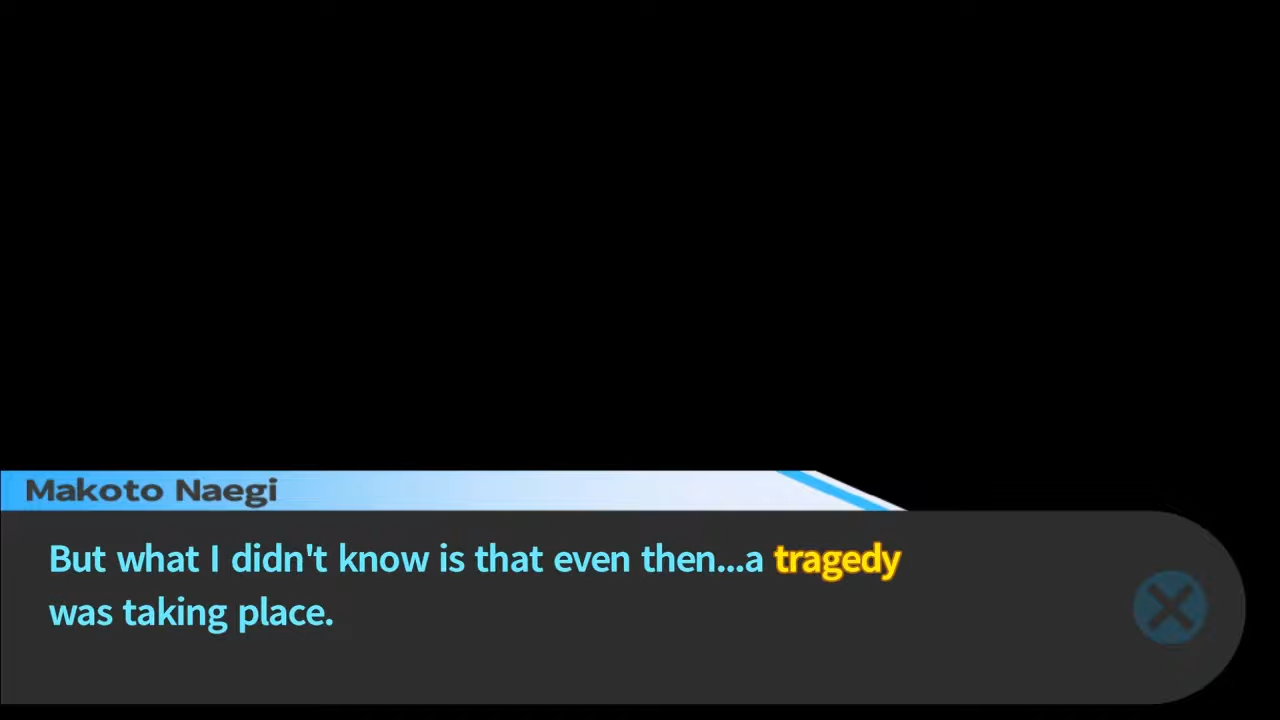 Makoto Naegi
But what I didn't know is that even then...a tragedy
was taking place.